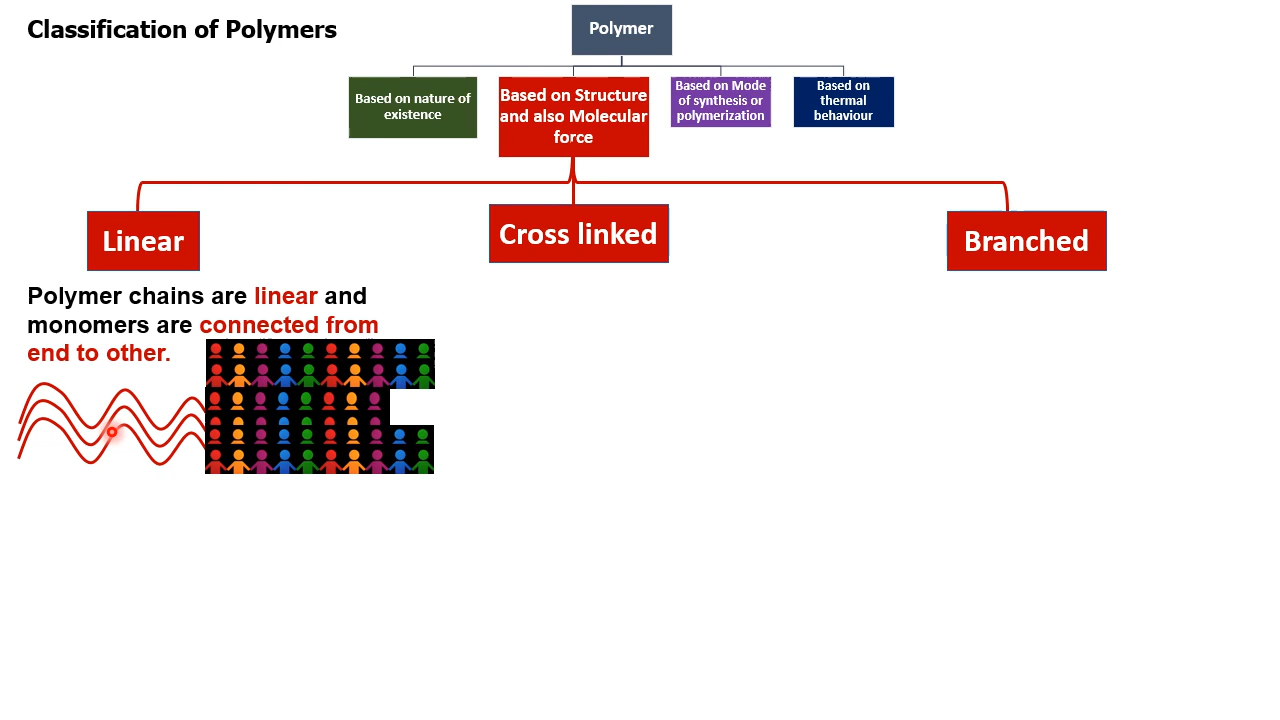 Classification of Polymers
Polymer
Based on nature of
existence
Based on Structure
and also Molecular
force
Based on Mode
of synthesis or
polymerization
Based on
thermal
behaviour
Linear
Cross linked
Branched
Polymer chains are linear and
monomers are connected from
end to other.